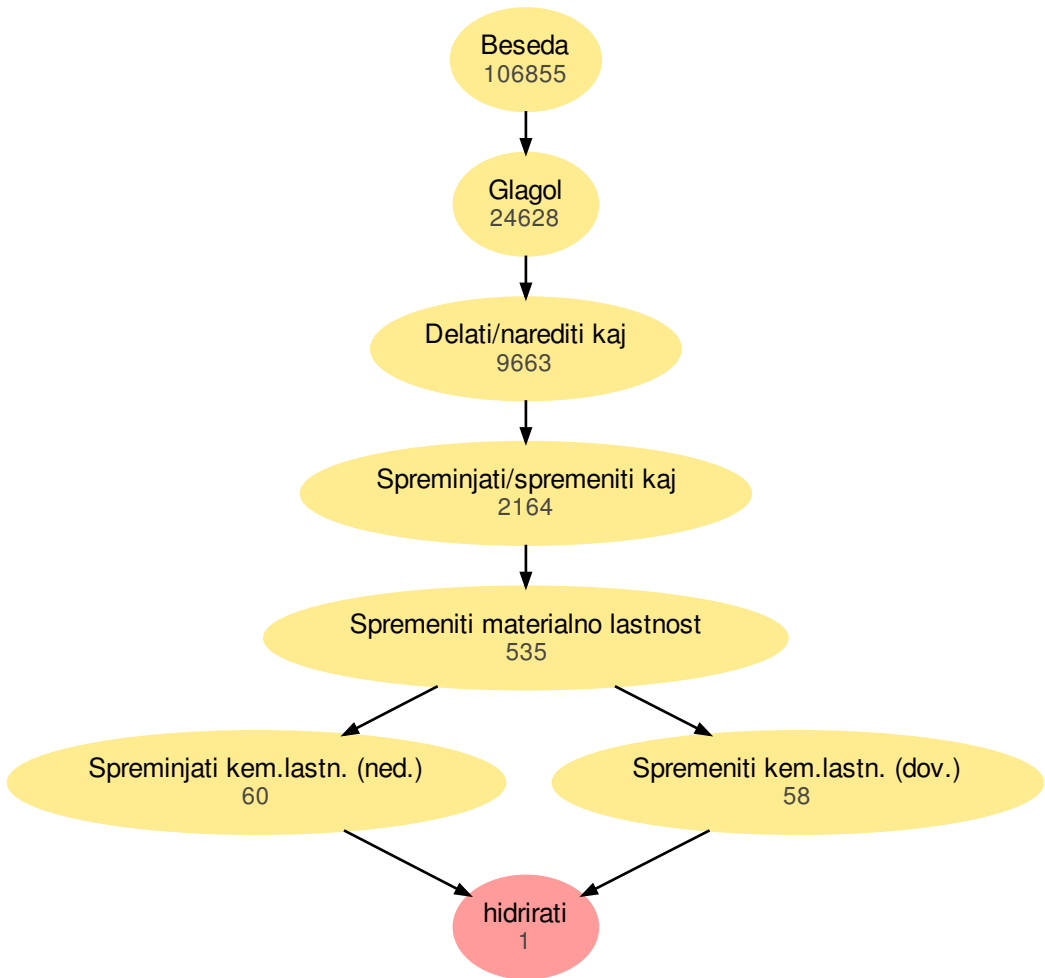 Beseda
106855
Glagol
24628
Delati/narediti kaj
9663
Spreminjati/spremeniti kaj
2164
Spremeniti materialno lastnost
535
Spreminjati kem.lastn. (ned.)
60
Spremeniti kem.lastn. (dov.)
58
hidrirati
1